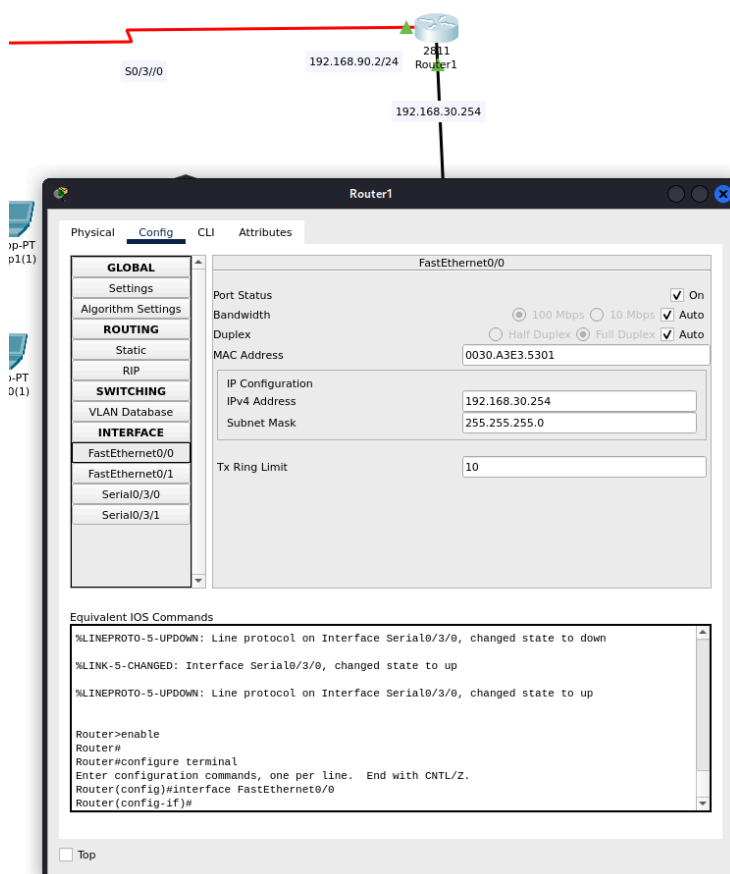 2811
Router1
192.168.90.2/24
S0/3//0
192.168.30.254
op-PT
p1(1)
-PT
0(1)
Router1
Physical Config CLI Attributes
GLOBAL
Settings
Algorithm Settings
ROUTING
Static
RIP
SWITCHING
VLAN Database
INTERFACE
FastEthernet0/0
FastEthernet0/1
Serial0/3/0
Serial0/3/1
FastEthernet0/0
Port Status On
Bandwidth 100 Mbps 10 Mbps Auto
Duplex Half Duplex Full Duplex Auto
MAC Address 0030.A3E3.5301
IP Configuration
IPv4 Address 192.168.30.254
Subnet Mask 255.255.255.0
Tx Ring Limit 10
Equivalent IOS Commands
%LINEPROTO-5-UPDOWN: Line protocol on Interface Serial0/3/0, changed state to down
%LINK-5-CHANGED: Interface Serial0/3/0, changed state to up
%LINEPROTO-5-UPDOWN: Line protocol on Interface Serial0/3/0, changed state to up
Router>enable
Router#
Router#configure terminal
Enter configuration commands, one per line. End with CNTL/Z.
Router(config)#interface FastEthernet0/0
Router(config-if)#
Top